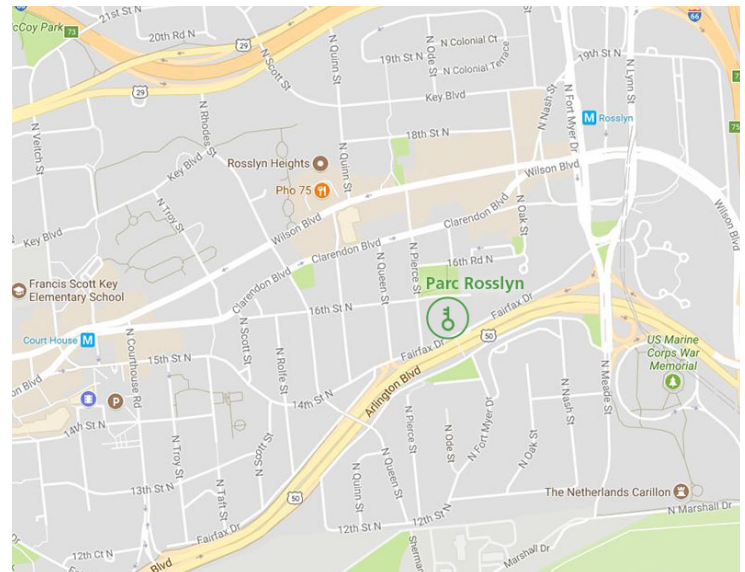 cCoy Park
73
21st St N
20th Rd N
29
N Scott St
N Quinn St
N Ode St
N Colonial Ct
19th St N
N Colonial Terrace
66
N Lynn St
19th St N
73
29
N Veitch St
N Rhodes St
Key Blvd
N Nash St
N Fort Myer Dr
M Rosslyn
75
18th St N
Key Blvd
Rosslyn Heights
N Quinn St
Pho 75
Wilson Blvd
Wilson Blvd
N Troy St
Clarendon Blvd
N Oak St
Key Blvd
Wilson Blvd
Clarendon Blvd
16th Rd N
N Queen St
N Pierce St
Francis Scott Key
Elementary School
Clarendon Blvd
Parc Rosslyn
16th St N
Fairfax Dr
Court House M
50
15th St N
N Scott St
N Rolfe St
Fairfax Dr
US Marine
Corps War
Memorial
on Blvd
N Courthouse Rd
14th St N
Arlington Blvd
N Meade St
N Nash St
P
14th St N
N Pierce St
N Ode St
N Fort Myer Dr
N Troy St
N Scott St
N Queen St
N Oak St
13th St N
N Taft St
N Quinn St
50
The Netherlands Carillon
Fairfax Dr
12th St N
12th St N
N Marshall Dr
12th Ct N
Blvd
Sherman
Marshall Dr